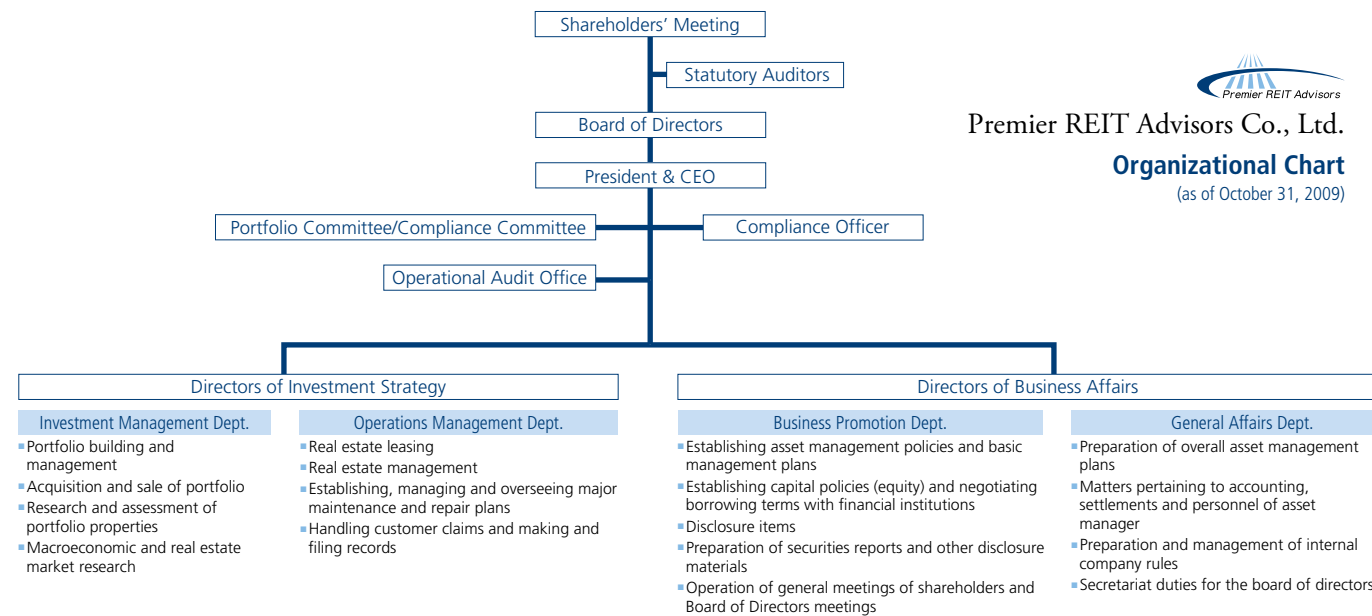 Shareholders' Meeting
Statutory Auditors
Premier REIT Advisors
Board of Directors
Premier REIT Advisors Co., Ltd.
Organizational Chart
(as of October 31, 2009)
President & CEO
Portfolio Committee/Compliance Committee
Compliance Officer
Operational Audit Office
Directors of Investment Strategy
Investment Management Dept.
▪Portfolio building and
management
▪Acquisition and sale of portfolio
▪Research and assessment of
portfolio properties
▪Macroeconomic and real estate
market research
Operations Management Dept.
▪Real estate leasing
▪Real estate management
▪Establishing, managing and overseeing major
maintenance and repair plans
▪Handling customer claims and making and
filing records
Directors of Business Affairs
Business Promotion Dept.
▪Establishing asset management policies and basic
management plans
▪Establishing capital policies (equity) and negotiating
borrowing terms with financial institutions
▪Disclosure items
▪Preparation of securities reports and other disclosure
materials
▪Operation of general meetings of shareholders and
Board of Directors meetings
General Affairs Dept.
▪Preparation of overall asset management
plans
▪Matters pertaining to accounting,
settlements and personnel of asset
manager
▪Preparation and management of internal
company rules
▪Secretariat duties for the board of directors